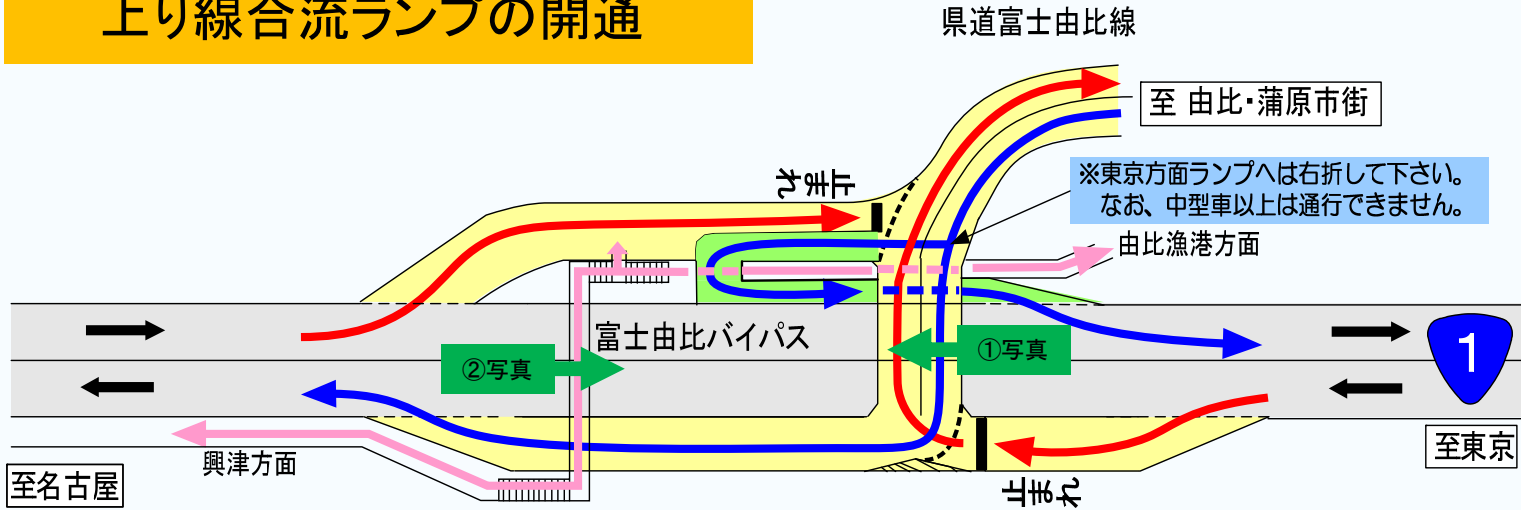 上り線合流ランプの開通
県道富士由比線
至 由比・蒲原市街
※東京方面ランプへは右折して下さい。
なお、中型車以上は通行できません。
止まれ
由比漁港方面
富士由比バイパス
①写真
②写真
1
興津方面
至名古屋
至東京
止まれ